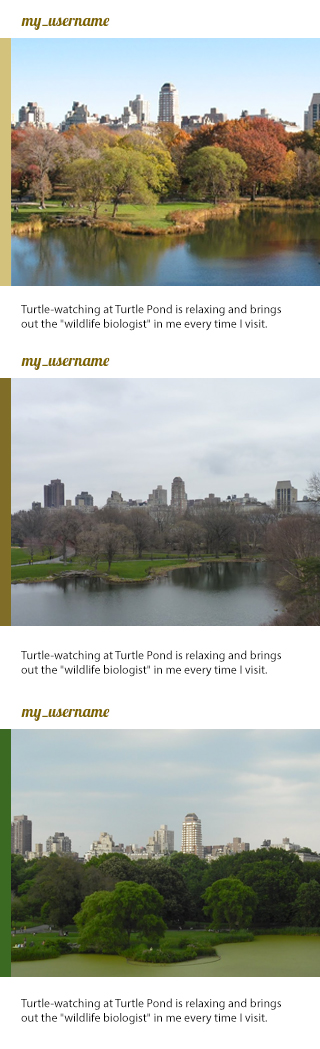 my_username
Turtle-watching at Turtle Pond is relaxing and brings
out the "wildlife biologist" in me every time I visit.
my_username
Turtle-watching at Turtle Pond is relaxing and brings
out the "wildlife biologist" in me every time I visit.
my_username
Turtle-watching at Turtle Pond is relaxing and brings
out the "wildlife biologist" in me every time I visit.